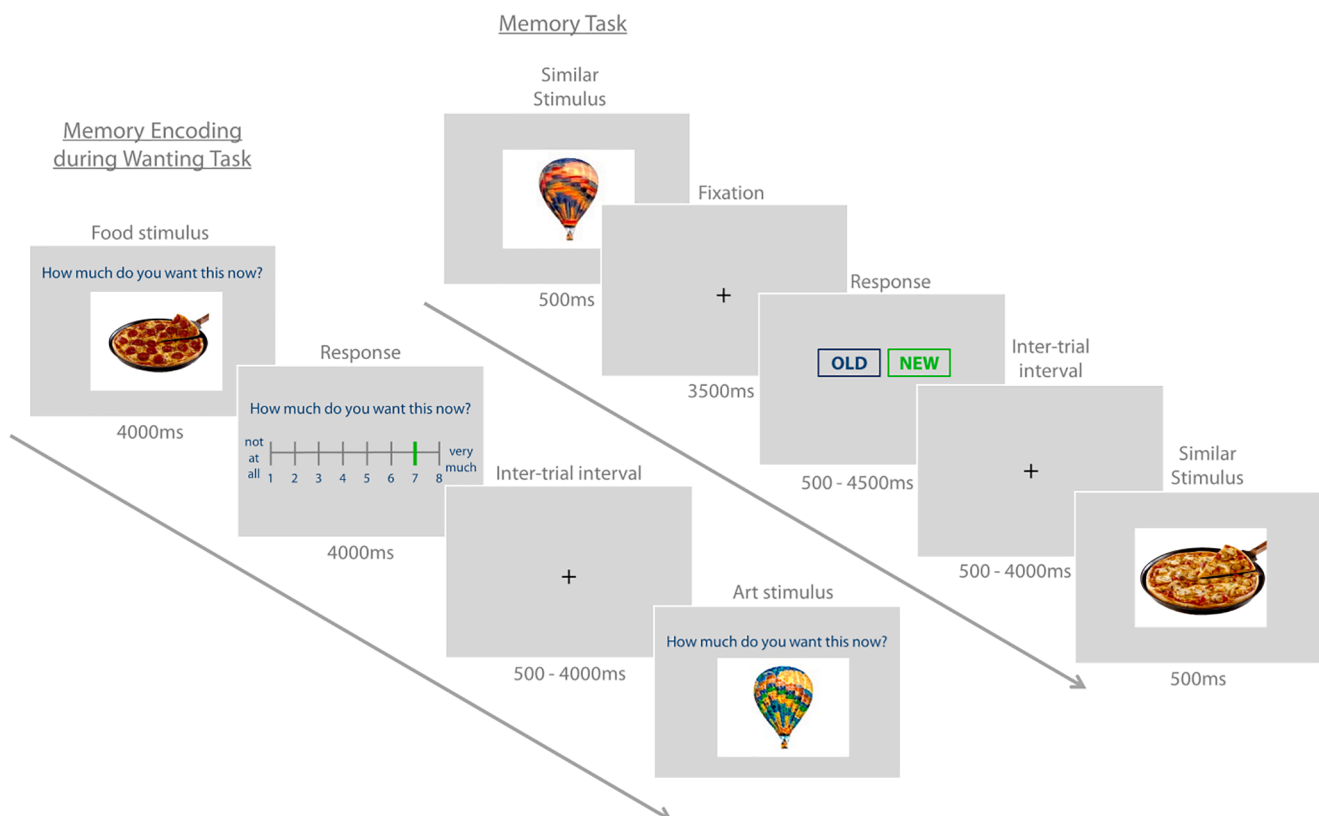 Memory Encoding
during Wanting Task
Food stimulus
How much do you want this now?
4000ms
Response
How much do you want this now?
not
at
all
1 2 3 4 5 6 7 8
very
much
4000ms
Inter-trial interval
+
500 - 4000ms
Art stimulus
How much do you want this now?
Memory Task
Similar
Stimulus
500ms
Fixation
+
3500ms
Response
OLD NEW
500 - 4500ms
Inter-trial
interval
+
500 - 4000ms
Similar
Stimulus
500ms